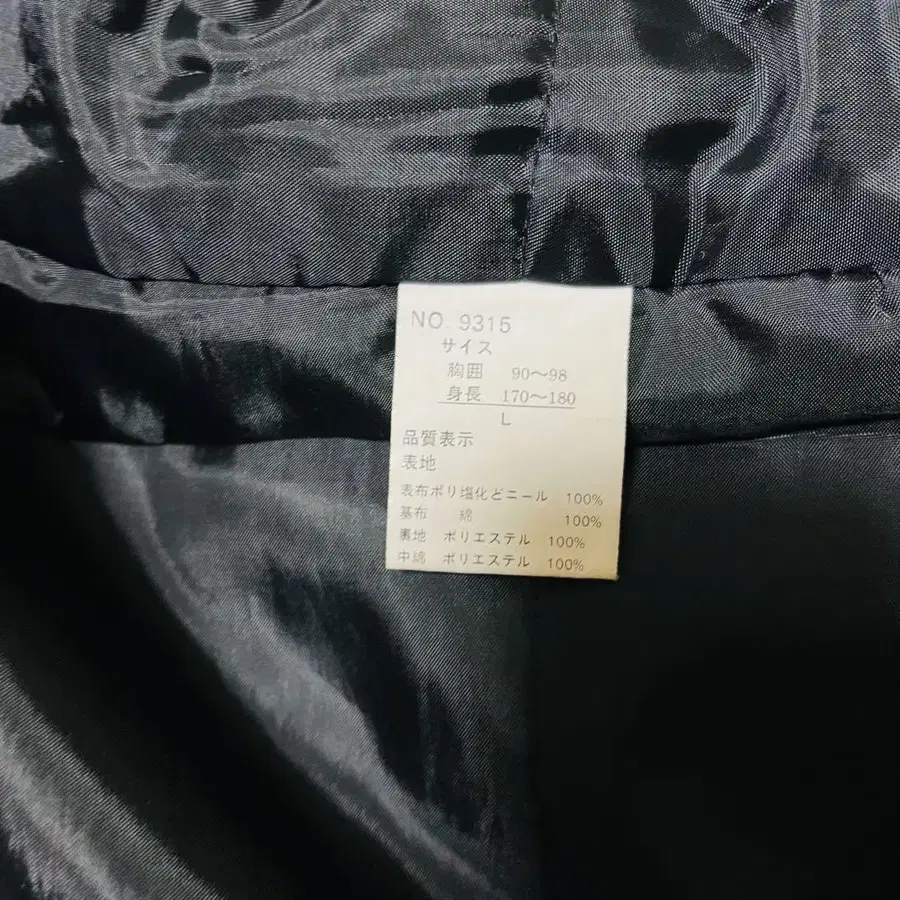 NO. 9315
サイズ
胸囲 90〜98
身長 170〜180
L
品質表示
表地
表布ポリ塩化どニール 100%
基布 綿 100%
裏地 ポリエステル 100%
中綿 ポリエステル 100%